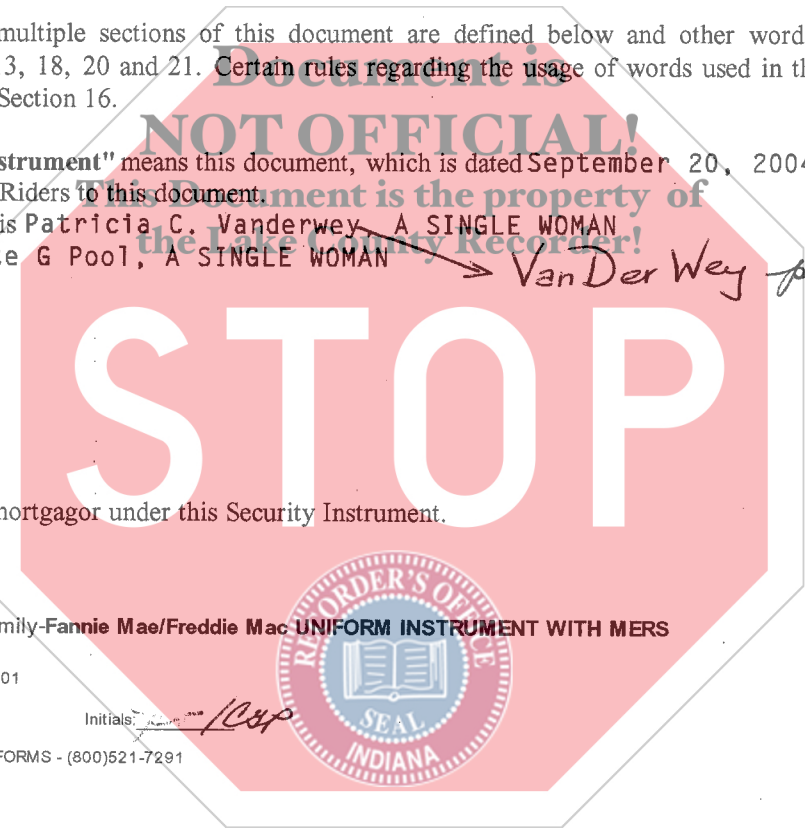 multiple sections of this document are defined below and other word
3, 18, 20 and 21. Certain rules regarding the usage of words used in th
Section 16.
Document is
NOT OFFICIAL!
strument" means this document, which is dated September 20, 2004
Riders to this document.
This Document is the property of
is Patricia C. Vanderwey, A SINGLE WOMAN
the Lake County Recorder!
e G Pool, A SINGLE WOMAN
VanDer Wey
STOP
mortgagor under this Security Instrument.
RECORDER'S OFFICE
mily-Fannie Mae/Freddie Mac UNIFORM INSTRUMENT WITH MERS
01
Initials: /CGP
SEAL
INDIANA
FORMS - (800)521-7291